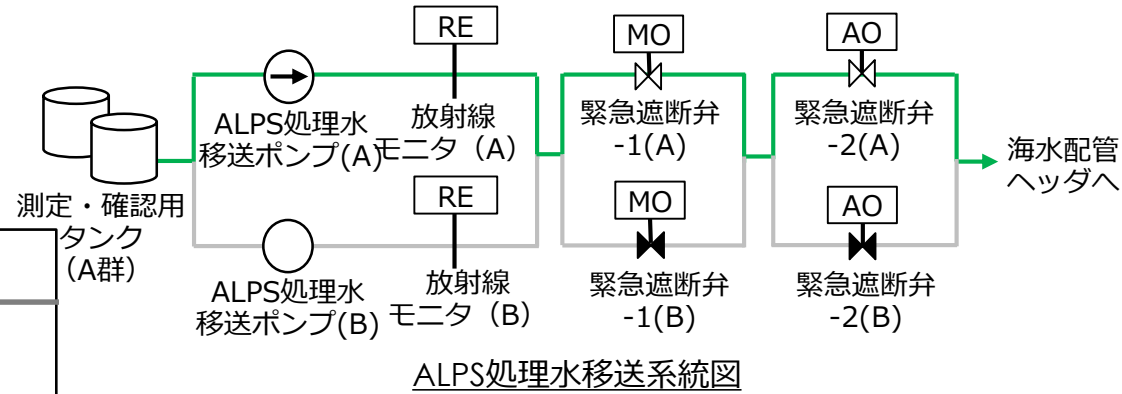 RE
MO
AO
ALPS処理水
移送ポンプ(A)
放射線
モニタ（A）
緊急遮断弁
-1(A)
緊急遮断弁
-2(A)
海水配管
ヘッダへ
測定・確認用
タンク
（A群）
RE
MO
AO
ALPS処理水
移送ポンプ(B)
放射線
モニタ（B）
緊急遮断弁
-1(B)
緊急遮断弁
-2(B)
ALPS処理水移送系統図